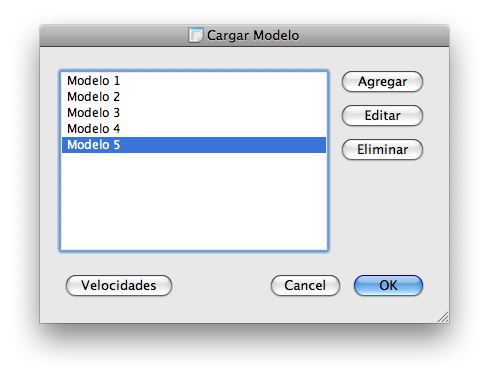 Cargar Modelo
Modelo 1
Modelo 2
Modelo 3
Modelo 4
Modelo 5
Agregar
Editar
Eliminar
Velocidades
Cancel
OK